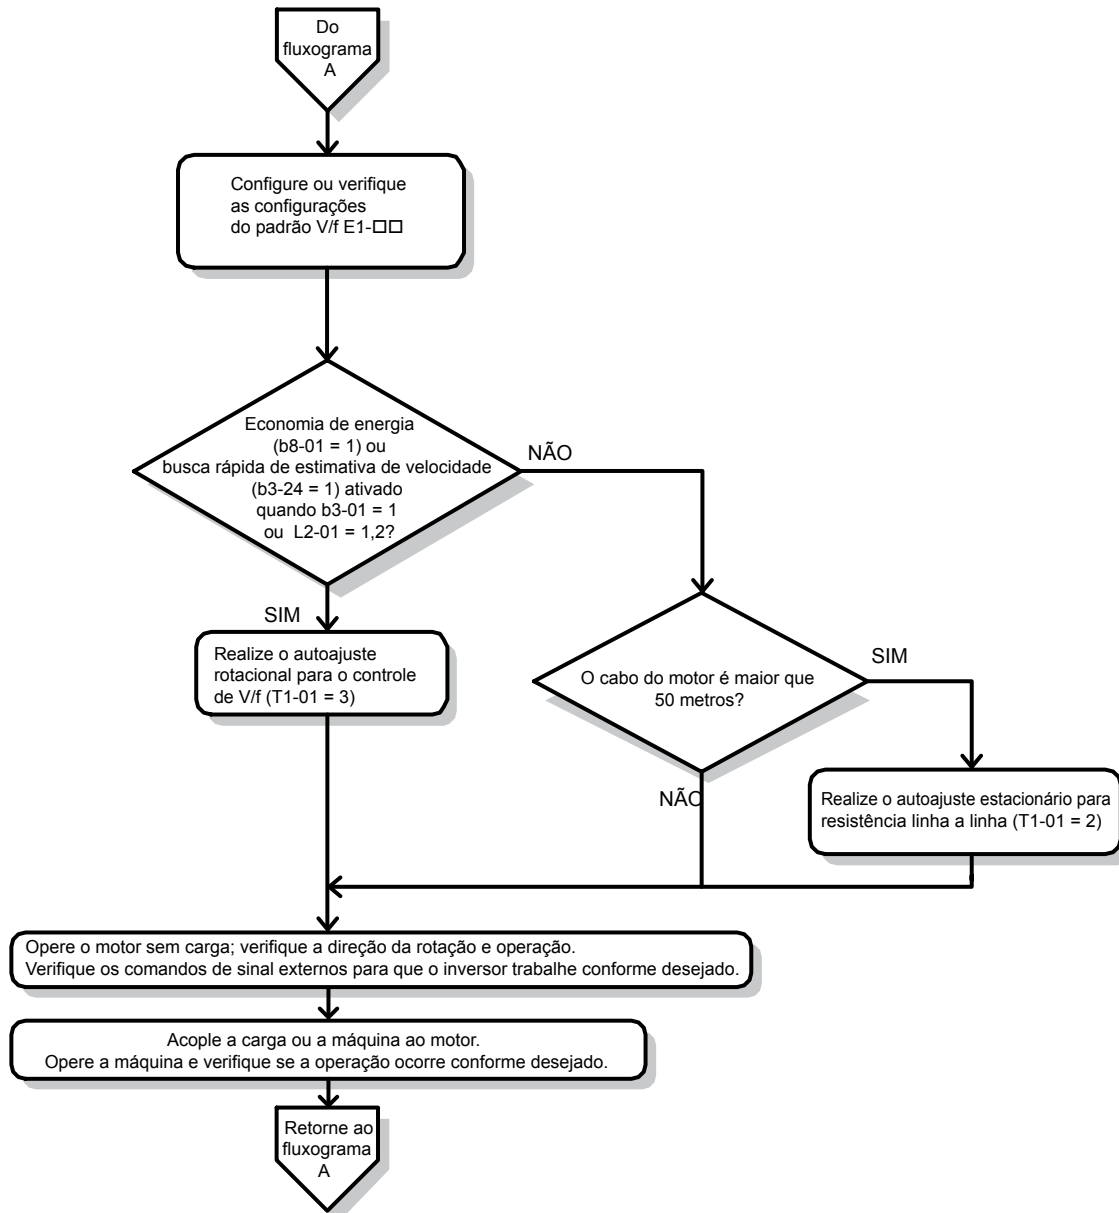 Do
fluxograma
A
Configure ou verifique
as configurações
do padrão V/f E1-□□
Economia de energia
(b8-01 = 1) ou
busca rápida de estimativa de velocidade
(b3-24 = 1) ativado
quando b3-01 = 1
ou L2-01 = 1,2?
NÃO
SIM
Realize o autoajuste
rotacional para o controle
de V/f (T1-01 = 3)
O cabo do motor é maior que
50 metros?
SIM
NÃO
Realize o autoajuste estacionário para
resistência linha a linha (T1-01 = 2)
Opere o motor sem carga; verifique a direção da rotação e operação.
Verifique os comandos de sinal externos para que o inversor trabalhe conforme desejado.
Acople a carga ou a máquina ao motor.
Opere a máquina e verifique se a operação ocorre conforme desejado.
Retorne ao
fluxograma
A